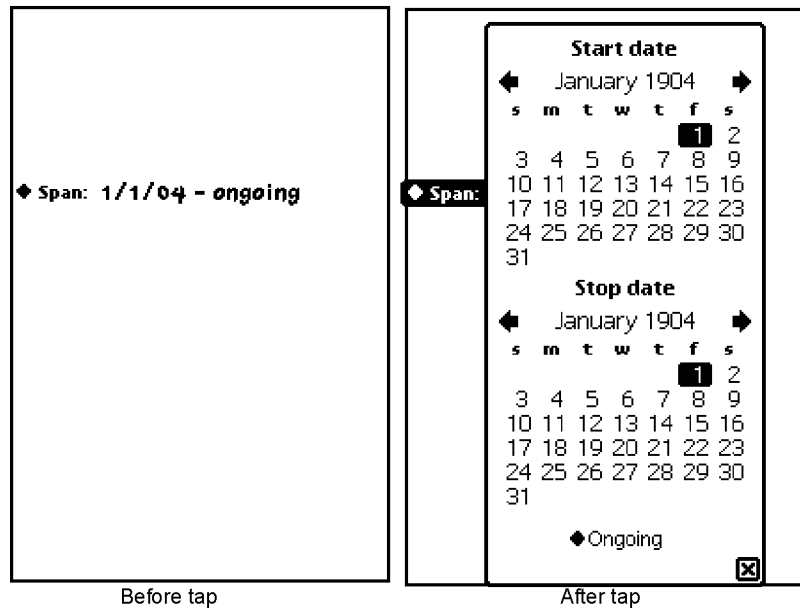 ◆ Span: 1/1/04 – ongoing
Before tap
◆ Span:
Start date
January 1904
s m t w t f s
1 2
3 4 5 6 7 8 9
10 11 12 13 14 15 16
17 18 19 20 21 22 23
24 25 26 27 28 29 30
31
Stop date
January 1904
s m t w t f s
1 2
3 4 5 6 7 8 9
10 11 12 13 14 15 16
17 18 19 20 21 22 23
24 25 26 27 28 29 30
31
◆Ongoing
After tap